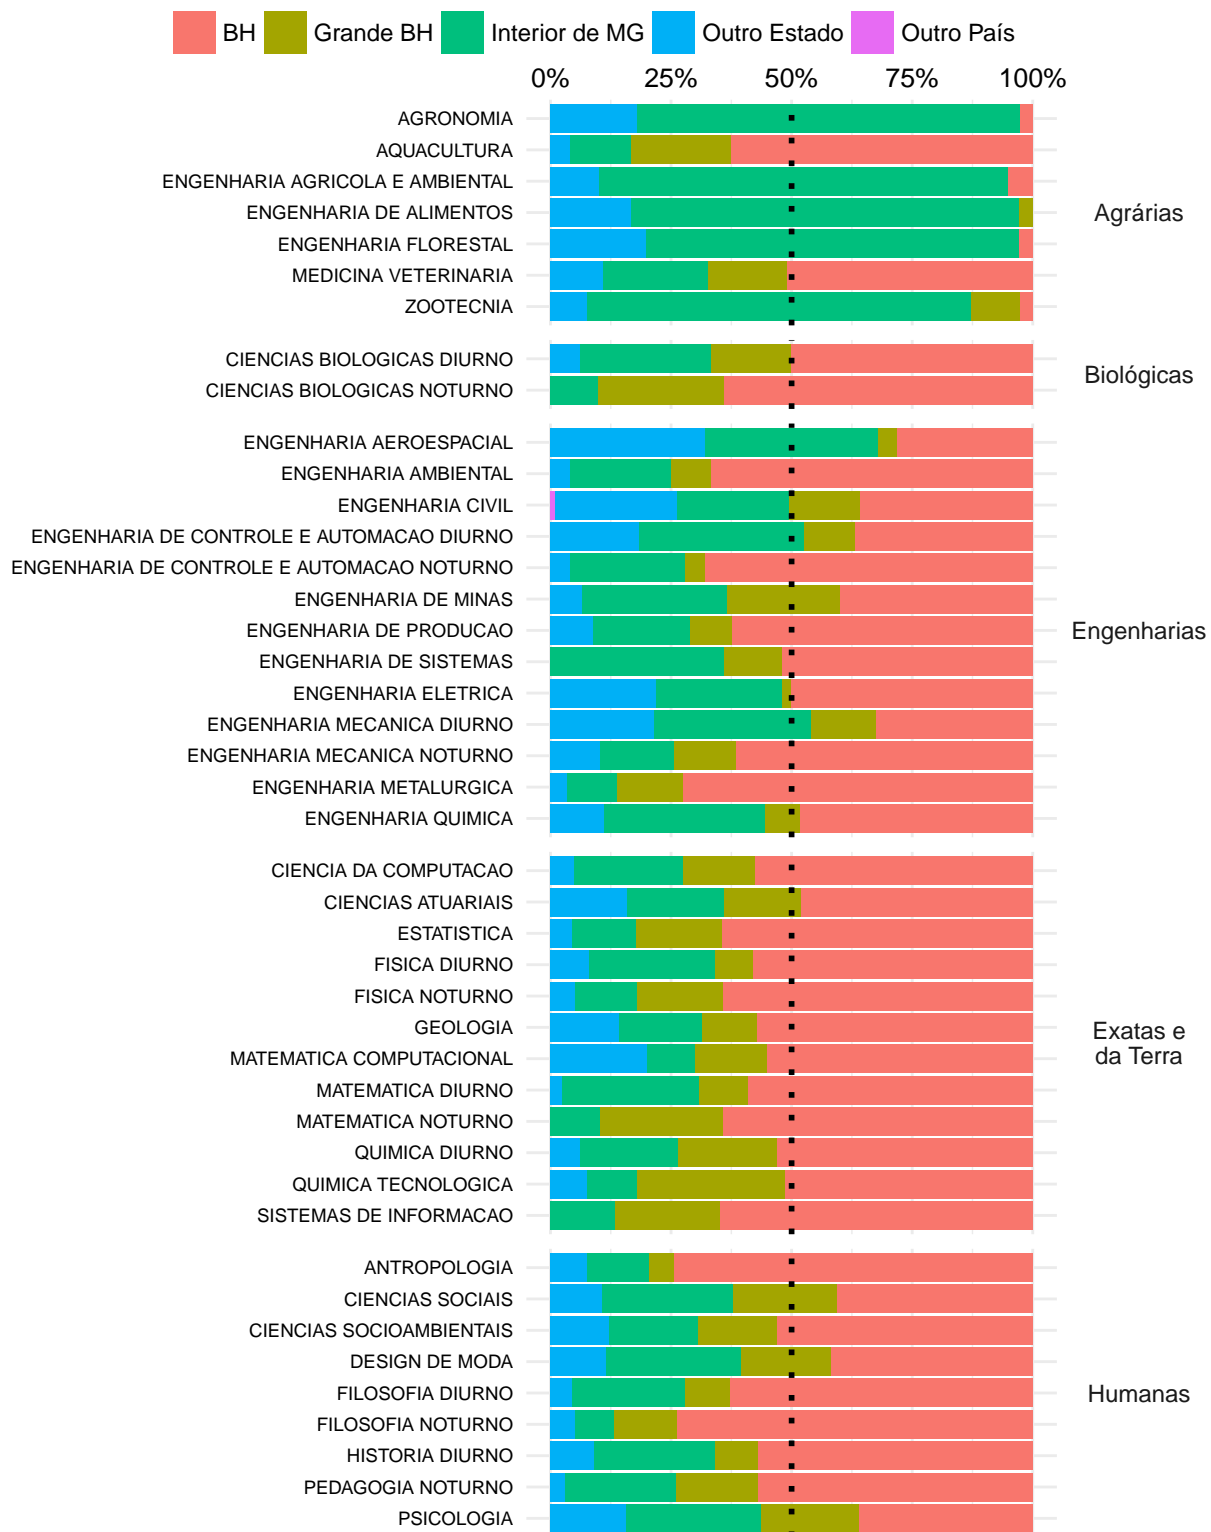 BH Grande BH Interior de MG Outro Estado Outro País
0% 25% 50% 75% 100%
AGRONOMIA
AQUACULTURA
ENGENHARIA AGRICOLA E AMBIENTAL
ENGENHARIA DE ALIMENTOS
ENGENHARIA FLORESTAL
MEDICINA VETERINARIA
ZOOTECNIA
Agrárias
CIENCIAS BIOLOGICAS DIURNO
CIENCIAS BIOLOGICAS NOTURNO
Biológicas
ENGENHARIA AEROESPACIAL
ENGENHARIA AMBIENTAL
ENGENHARIA CIVIL
ENGENHARIA DE CONTROLE E AUTOMACAO DIURNO
ENGENHARIA DE CONTROLE E AUTOMACAO NOTURNO
ENGENHARIA DE MINAS
ENGENHARIA DE PRODUCAO
ENGENHARIA DE SISTEMAS
ENGENHARIA ELETRICA
ENGENHARIA MECANICA DIURNO
ENGENHARIA MECANICA NOTURNO
ENGENHARIA METALURGICA
ENGENHARIA QUIMICA
Engenharias
CIENCIA DA COMPUTACAO
CIENCIAS ATUARIAIS
ESTATISTICA
FISICA DIURNO
FISICA NOTURNO
GEOLOGIA
MATEMATICA COMPUTACIONAL
MATEMATICA DIURNO
MATEMATICA NOTURNO
QUIMICA DIURNO
QUIMICA TECNOLOGICA
SISTEMAS DE INFORMACAO
Exatas e
da Terra
ANTROPOLOGIA
CIENCIAS SOCIAIS
CIENCIAS SOCIOAMBIENTAIS
DESIGN DE MODA
FILOSOFIA DIURNO
FILOSOFIA NOTURNO
HISTORIA DIURNO
PEDAGOGIA NOTURNO
PSICOLOGIA
Humanas